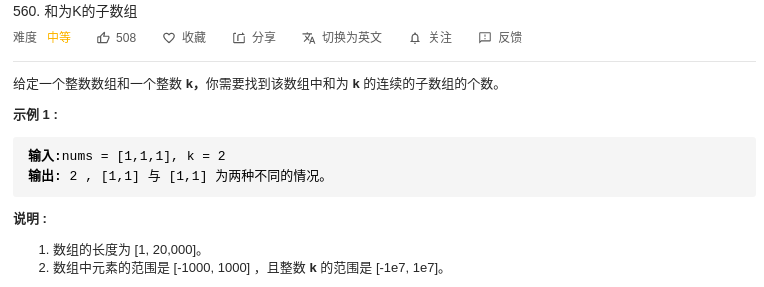 560. 和为K的子数组
难度 中等 508 收藏 分享 切换为英文 关注 反馈
给定一个整数数组和一个整数 k，你需要找到该数组中和为 k 的连续的子数组的个数。
示例 1 :
输入:nums = [1,1,1], k = 2
输出: 2 , [1,1] 与 [1,1] 为两种不同的情况。
说明 :
1. 数组的长度为 [1, 20,000]。
2. 数组中元素的范围是 [-1000, 1000] ，且整数 k 的范围是 [-1e7, 1e7]。